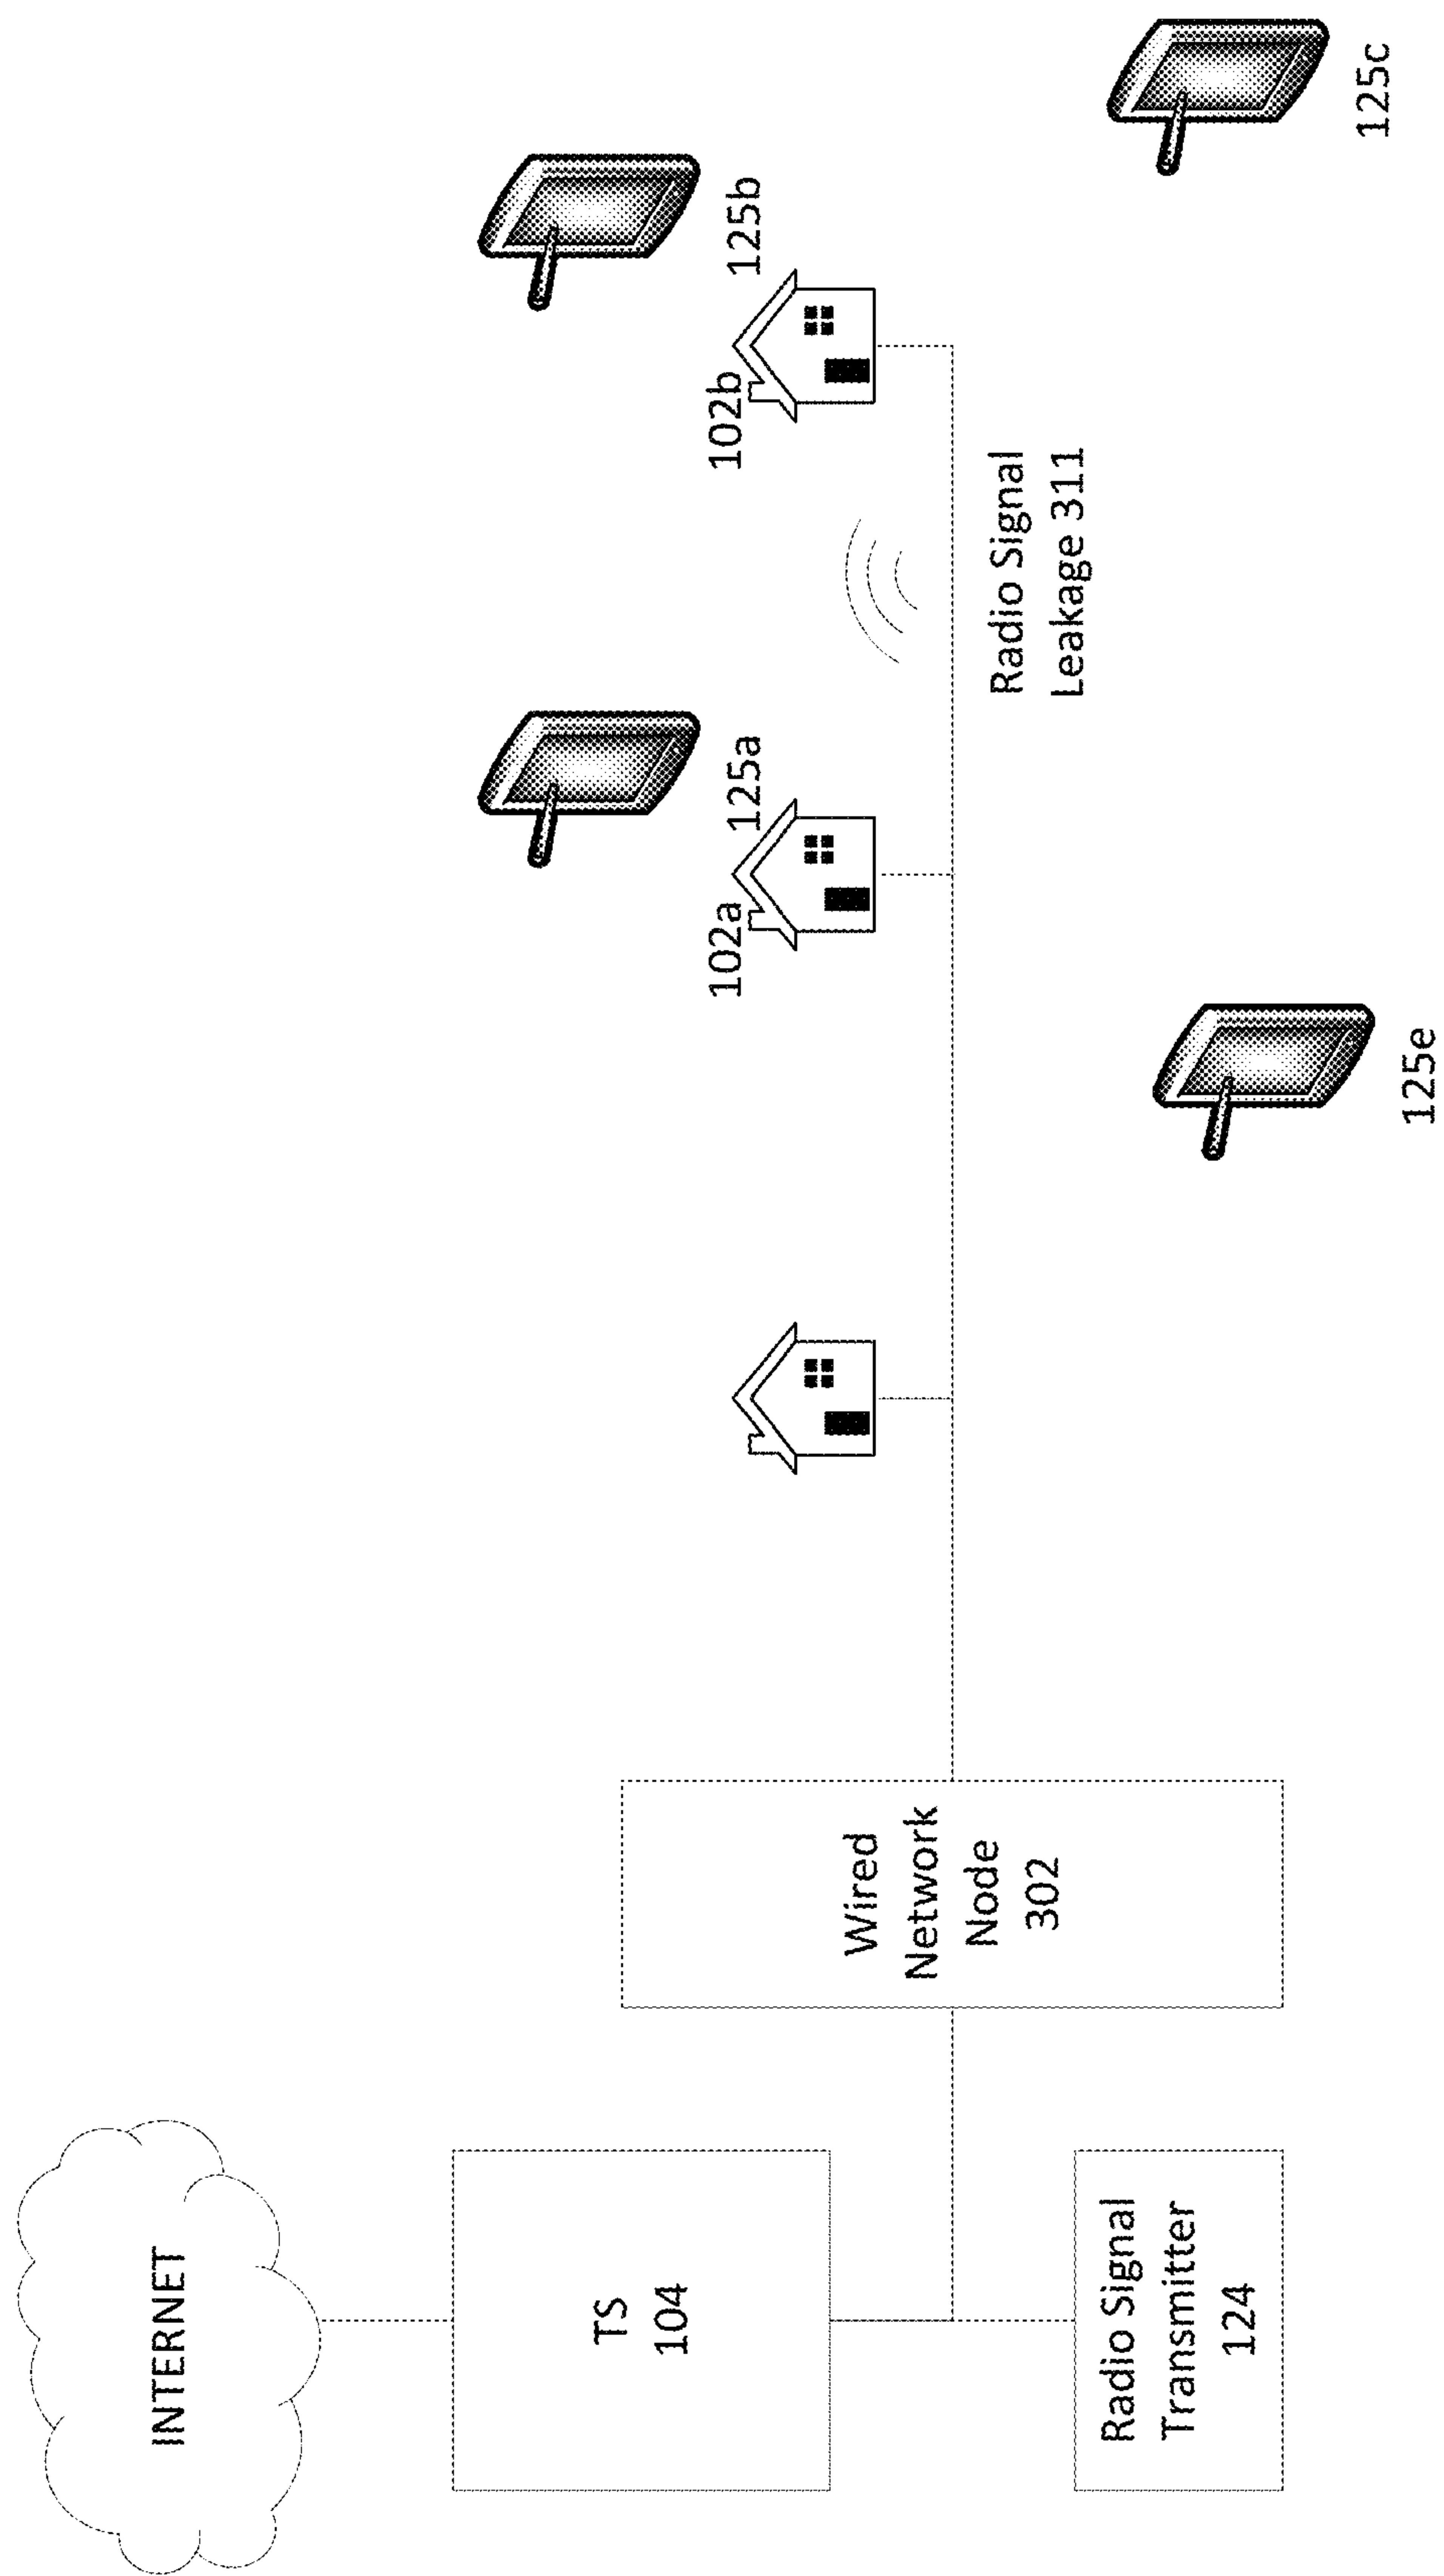 INTERNET
TS
104
Radio Signal
Transmitter
124
Wired
Network
Node
302
102a
125a
102b
125b
Radio Signal
Leakage 311
125e
125c